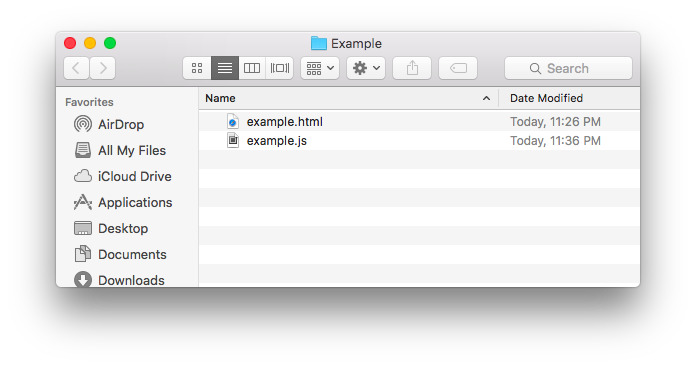 Example
Search
Favorites
AirDrop
All My Files
iCloud Drive
Applications
Desktop
Documents
Downloads
Name Date Modified
example.html Today, 11:26 PM
example.js Today, 11:36 PM